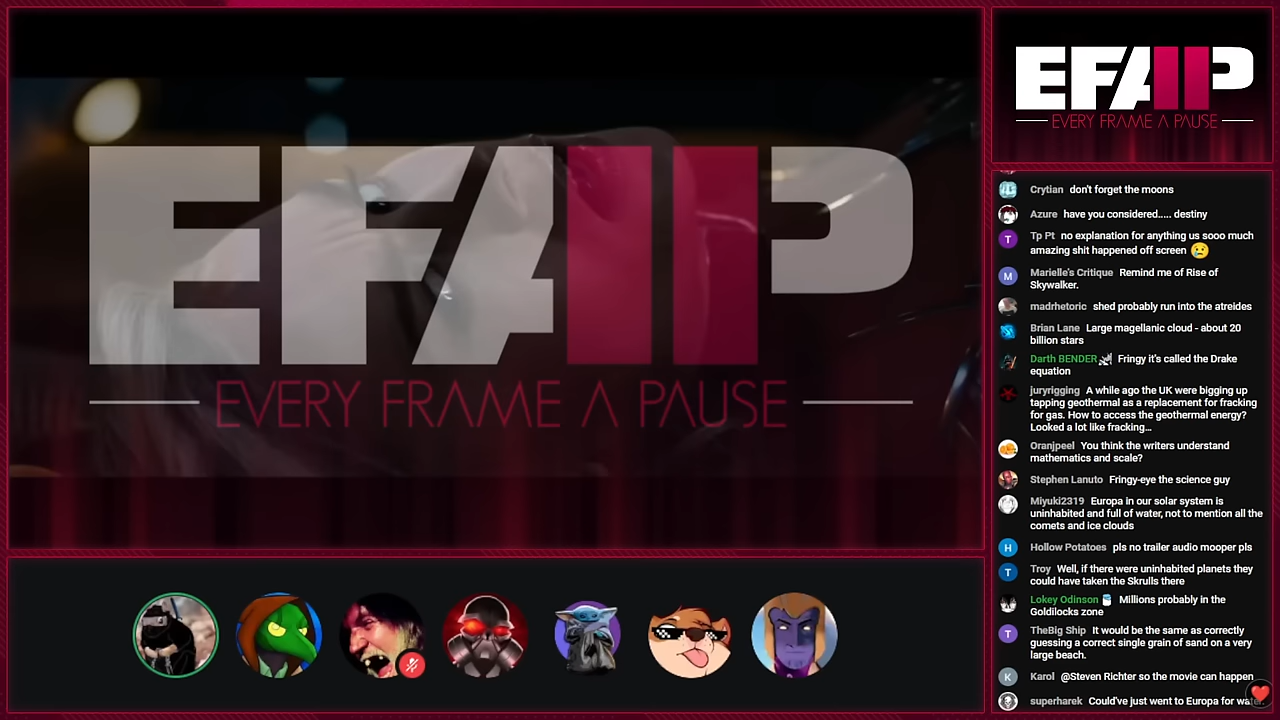 EFAP
EVERY FRAME A PAUSE
EFAP
EVERY FRAME A PAUSE
Crytian don't forget the moons
Azure have you considered..... destiny
T
Tp Pt no explanation for anything us sooo much
amazing shit happened off screen 😢
M
Marielle's Critique Remind me of Rise of
Skywalker.
madrhetoric shed probably run into the atreides
Brian Lane Large magellanic cloud - about 20
billion stars
Darth BENDER Fringy it's called the Drake
equation
juryrigging A while ago the UK were bigging up
tapping geothermal as a replacement for fracking
for gas. How to access the geothermal energy?
Looked a lot like fracking...
Oranjpeel You think the writers understand
mathematics and scale?
Stephen Lanuto Fringy-eye the science guy
Miyuki2319 Europa in our solar system is
uninhabited and full of water, not to mention all the
comets and ice clouds
H
Hollow Potatoes pls no trailer audio mooper pls
T
Troy Well, if there were uninhabited planets they
could have taken the Skrulls there
Lokey Odinson Millions probably in the
Goldilocks zone
T
TheBig Ship It would be the same as correctly
guessing a correct single grain of sand on a very
large beach.
K
Karol @Steven Richter so the movie can happen
superharek Could've just went to Europa for